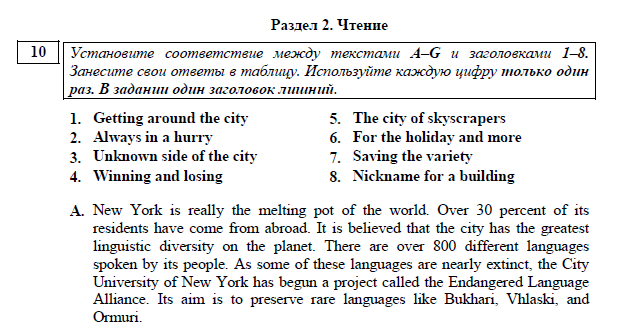 Раздел 2. Чтение
10
Установите соответствие между текстами A–G и заголовками 1–8.
Занесите свои ответы в таблицу. Используйте каждую цифру только один
раз. В задании один заголовок лишний.
1. Getting around the city
2. Always in a hurry
3. Unknown side of the city
4. Winning and losing
5. The city of skyscrapers
6. For the holiday and more
7. Saving the variety
8. Nickname for a building
A. New York is really the melting pot of the world. Over 30 percent of its
residents have come from abroad. It is believed that the city has the greatest
linguistic diversity on the planet. There are over 800 different languages
spoken by its people. As some of these languages are nearly extinct, the City
University of New York has begun a project called the Endangered Language
Alliance. Its aim is to preserve rare languages like Bukhari, Vhlaski, and
Ormuri.